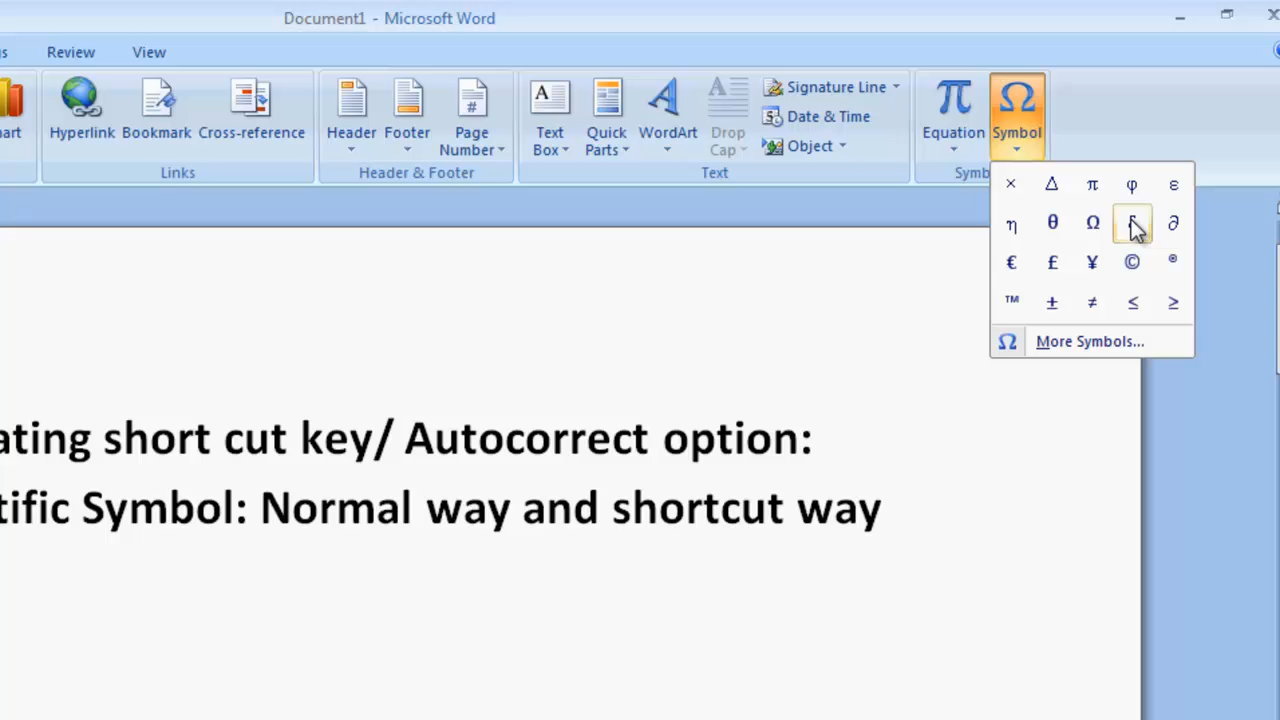 Document1 - Microsoft Word
Review View
Hyperlink Bookmark Cross-reference
Links
Header Footer Page Number
Header & Footer
Text Box Quick Parts WordArt Drop Cap
Signature Line
Date & Time
Object
Text
Equation Symbol
× Δ π φ ε
η θ Ω ∂
€ £ ¥ © ®
™ ± ≠ ≤ ≥
Ω More Symbols...
ating short cut key/ Autocorrect option:
tific Symbol: Normal way and shortcut way